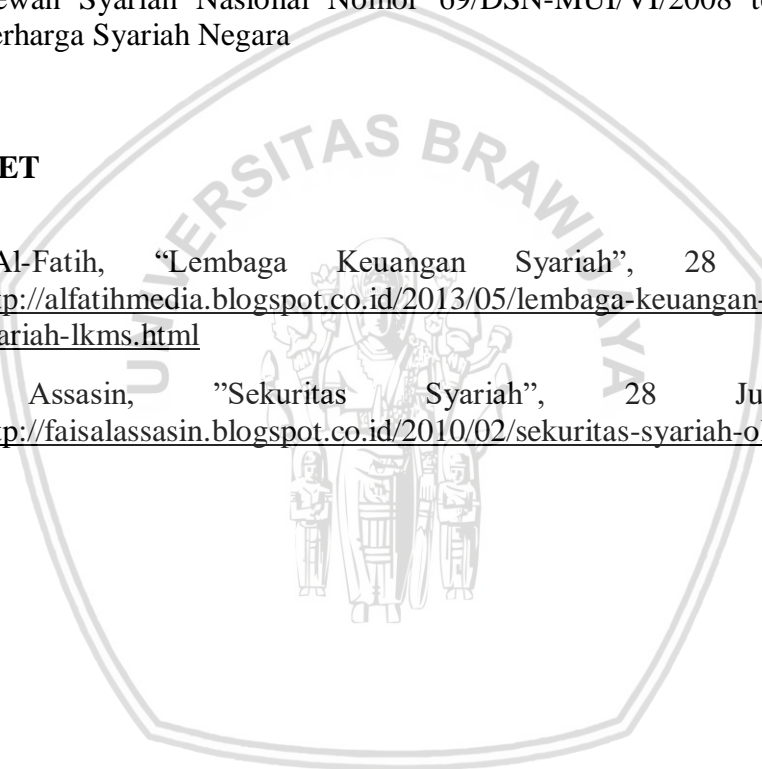 ewan Syariah Nasional Nomor 69/DSN-MUI/VI/2008 t
erharga Syariah Negara
ET
Al-Fatih, “Lembaga Keuangan Syariah”, 28
tp://alfatihmedia.blogspot.co.id/2013/05/lembaga-keuangan-
ariah-lkms.html
Assasin, ”Sekuritas Syariah”, 28 Ju
tp://faisalassasin.blogspot.co.id/2010/02/sekuritas-syariah-o
UNIVERSITAS BRAWIJAYA